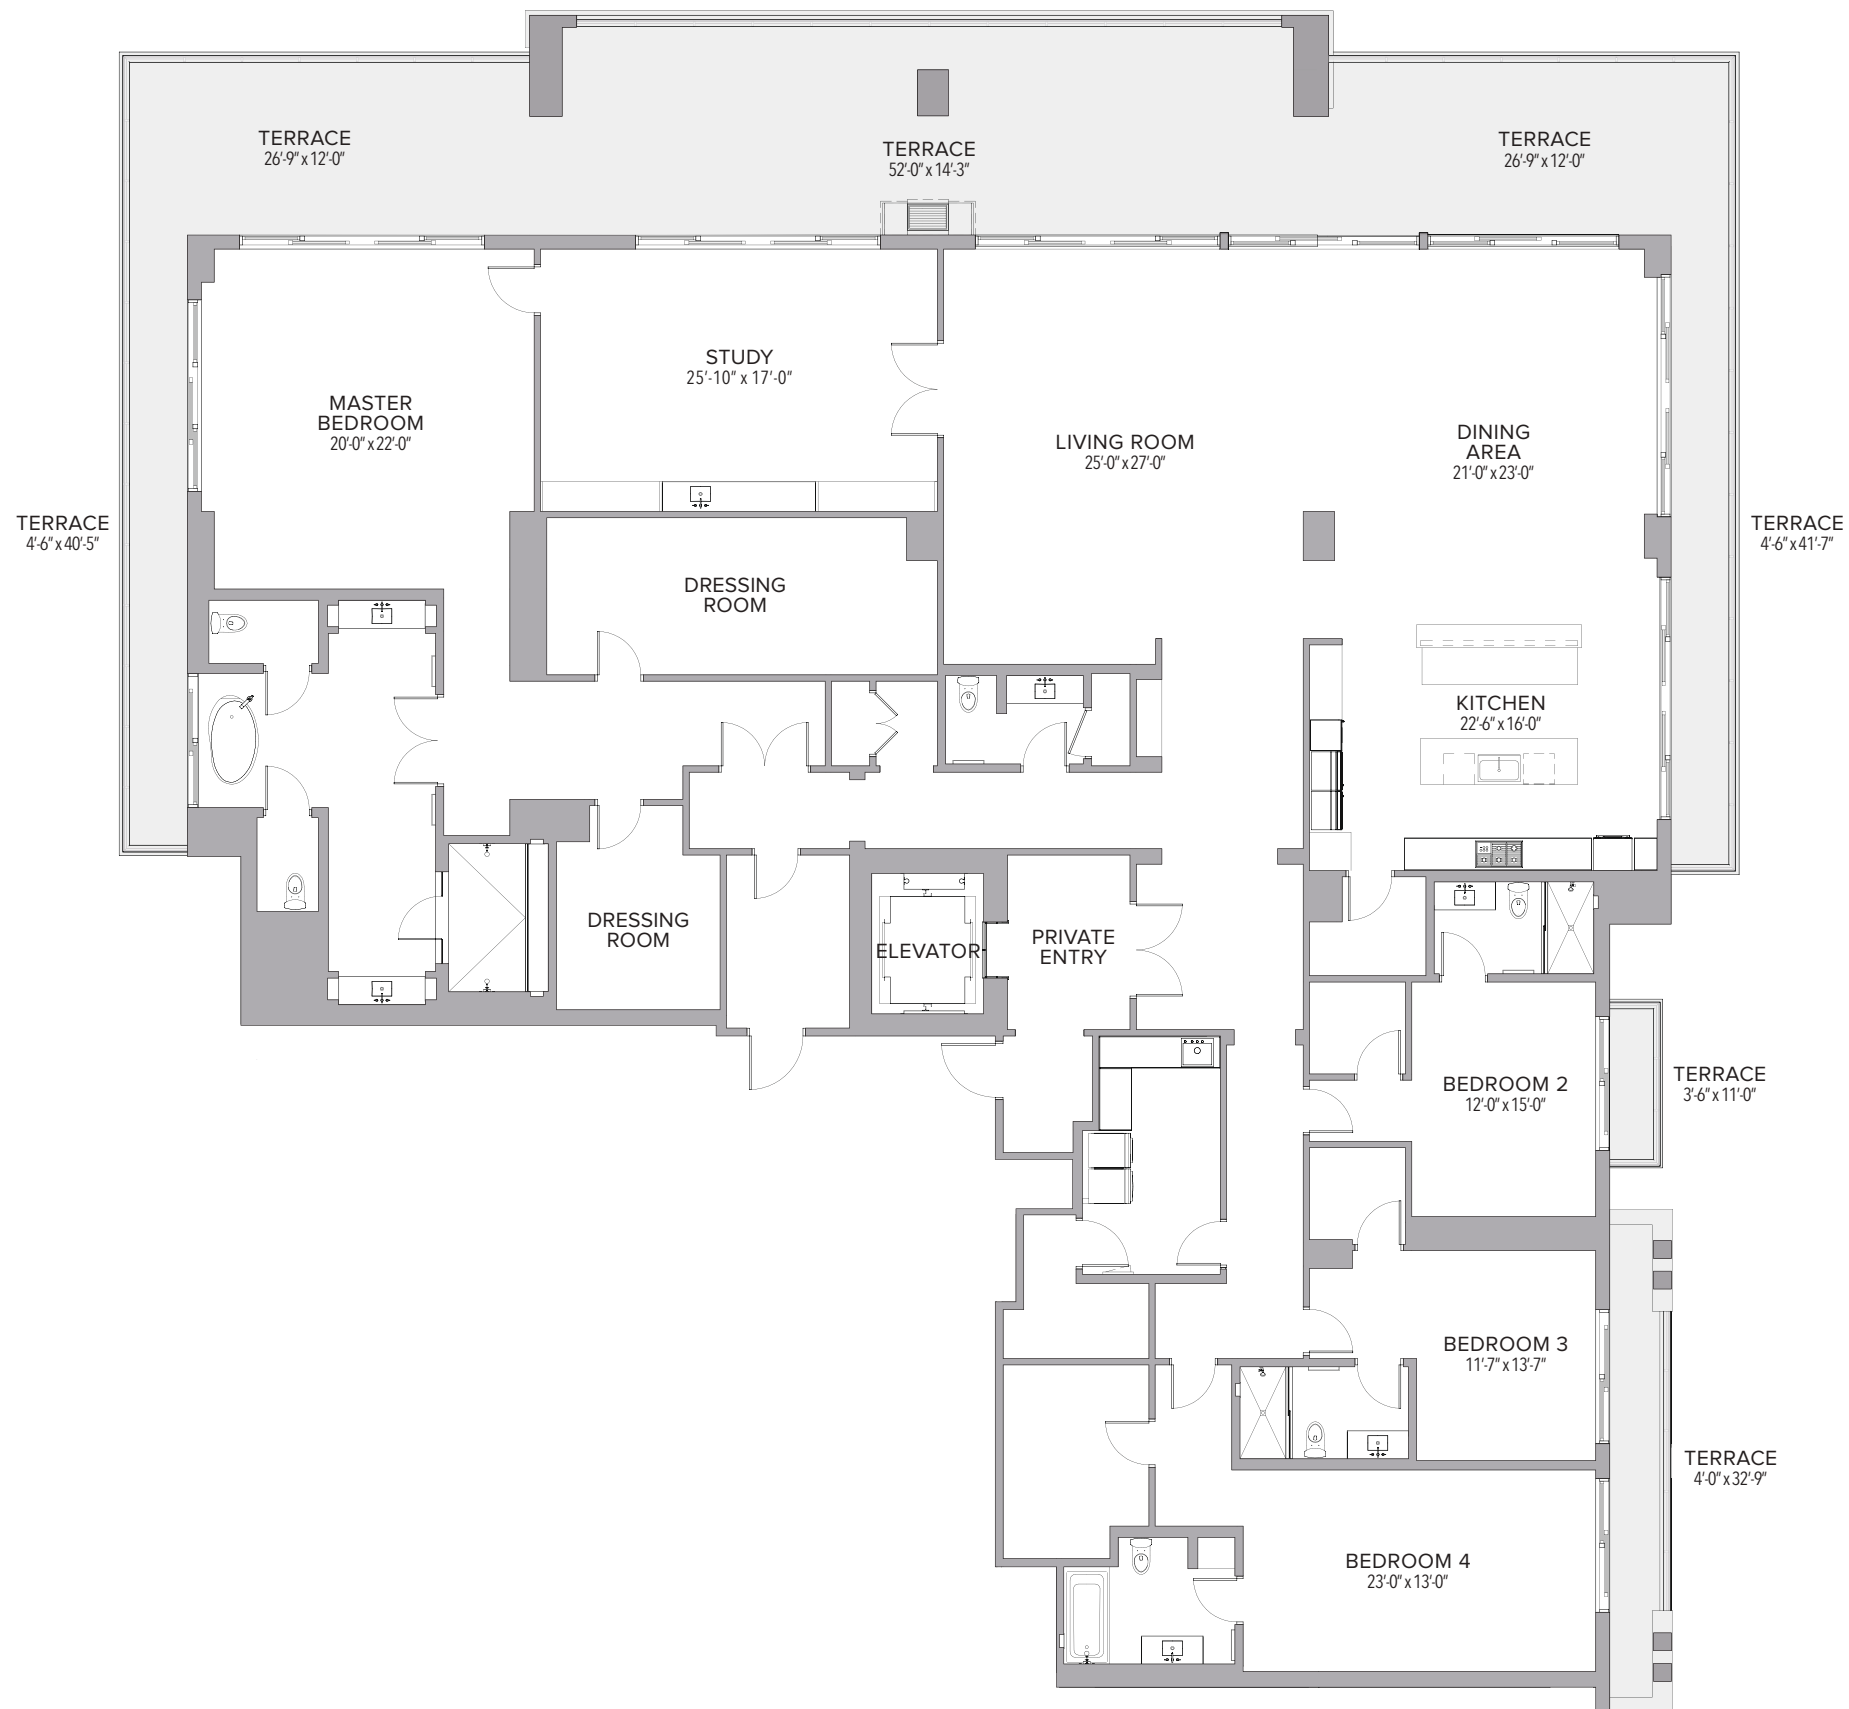 TERRACE
26'-9" x 12'-0"
TERRACE
52'-0" x 14'-3"
TERRACE
26'-9" x 12'-0"
STUDY
25'-10" x 17'-0"
MASTER
BEDROOM
20'-0" x 22'-0"
LIVING ROOM
25'-0" x 27'-0"
DINING
AREA
21'-0" x 23'-0"
TERRACE
4'-6" x 40'-5"
TERRACE
4'-6" x 41'-7"
DRESSING
ROOM
KITCHEN
22'-6" x 16'-0"
DRESSING
ROOM
ELEVATOR
PRIVATE
ENTRY
BEDROOM 2
12'-0" x 15'-0"
TERRACE
3'-6" x 11'-0"
BEDROOM 3
11'-7" x 13'-7"
TERRACE
4'-0" x 32'-9"
BEDROOM 4
23'-0" x 13'-0"